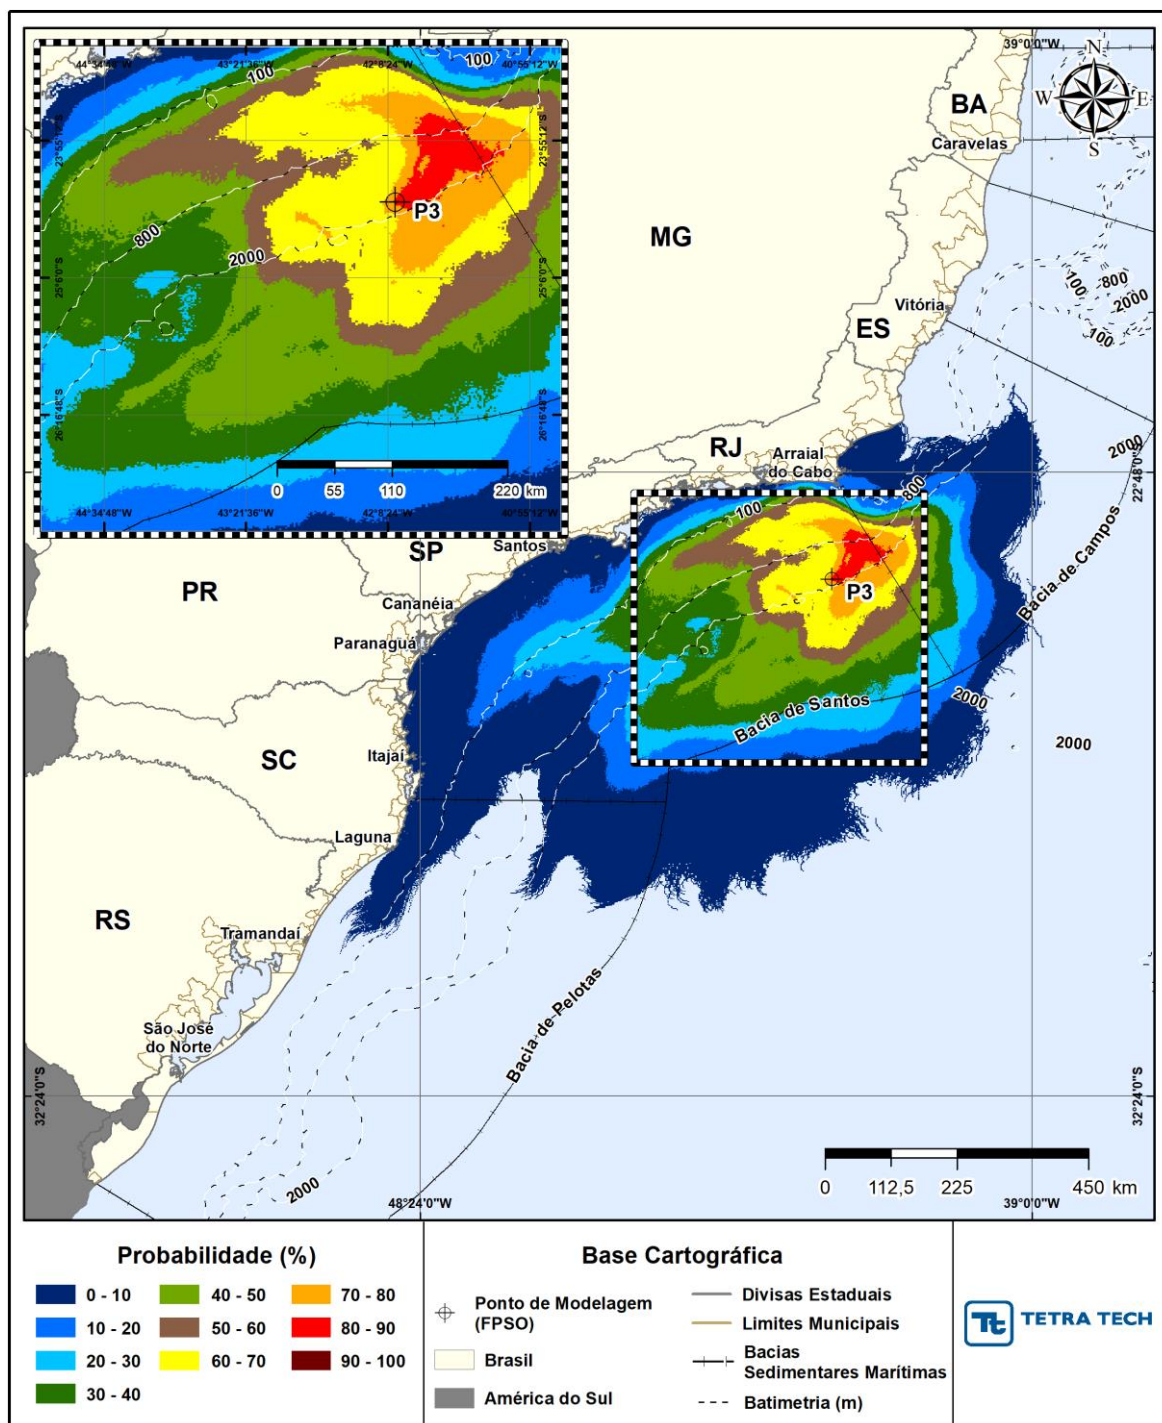 44°34'48"W
43°21'36"W
42°8'24"W
40°55'12"W
100
100
23°55'12"S
23°55'12"S
P3
800
2000
25°6'0"S
25°6'0"S
26°16'48"S
26°16'48"S
0 55 110 220 km
44°34'48"W
43°21'36"W
42°8'24"W
40°55'12"W
39°0'0"W
N
W E
S
BA
Caravelas
MG
100
800
2000
100
Vitória
ES
RJ
Arraial
do Cabo
2000
22°48'0"S
800
100
Bacia de Campos
P3
SP
Santos
PR
Cananéia
Paranaguá
Bacia de Santos
2000
2000
SC
Itajaí
Laguna
RS
Tramandaí
Bacia de Pelotas
São José
do Norte
32°24'0"S
32°24'0"S
2000
48°24'0"W
39°0'0"W
0 112,5 225 450 km
Probabilidade (%)
0 - 10
10 - 20
20 - 30
30 - 40
40 - 50
50 - 60
60 - 70
70 - 80
80 - 90
90 - 100
Base Cartográfica
Ponto de Modelagem
(FPSO)
Brasil
América do Sul
Divisas Estaduais
Limites Municipais
Bacias
Sedimentares Marítimas
Batimetria (m)
Tt
TETRA TECH